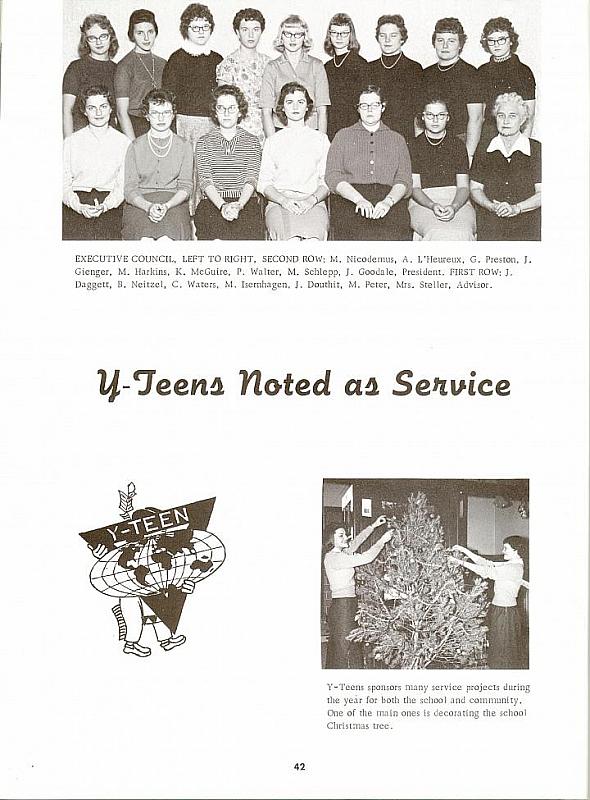 EXECUTIVE COUNCIL, LEFT TO RIGHT, SECOND ROW: M. Nicodemus, A. L'Heureux, G. Preston, J.
Gienger, M. Harkins, K. McGuire, P. Walter, M. Schlepp, J. Goodale, President. FIRST ROW: J.
Daggett, B. Neitzel, C. Waters, M. Isernhagen, J. Douthit, M. Peter, Mrs. Steller, Advisor.
Y-Teens Noted as Service
Y-TEEN
Y-Teens sponsors many service projects during
the year for both the school and community.
One of the main ones is decorating the school
Christmas tree.
42